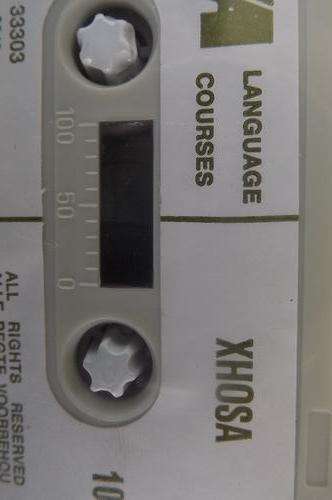 LANGUAGE
COURSES
XHOSA
100
50
0
33303
10
ALL RIGHTS RESERVED